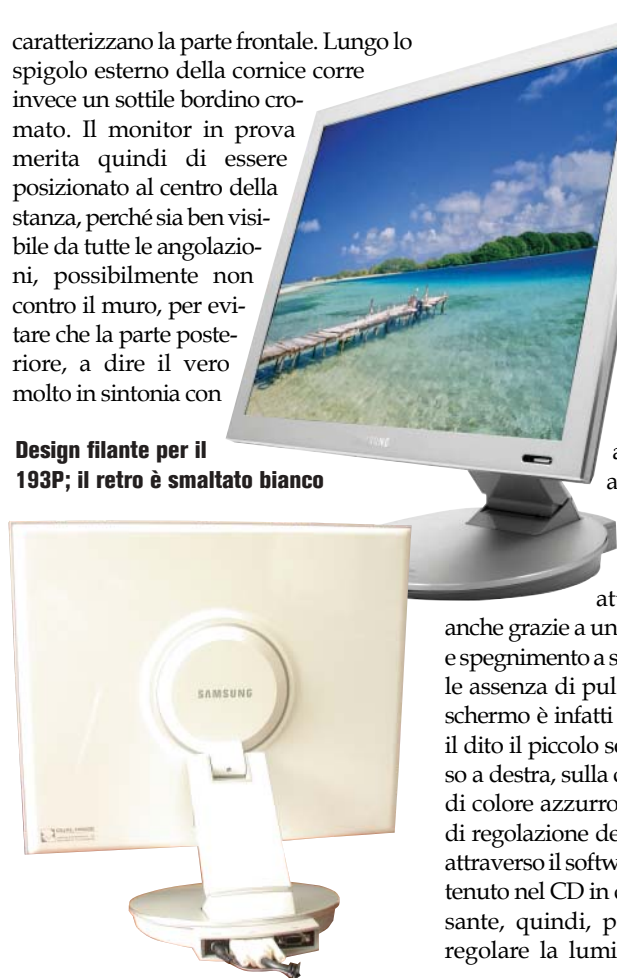 caratterizzano la parte frontale. Lungo lo
spigolo esterno della cornice corre
invece un sottile bordino cro-
mato. Il monitor in prova
merita quindi di essere
posizionato al centro della
stanza, perché sia ben visi-
bile da tutte le angolazio-
ni, possibilmente non
contro il muro, per evi-
tare che la parte poste-
riore, a dire il vero
molto in sintonia con
Design filante per il
193P; il retro è smaltato bianco
SAMSUNG
SAMSUNG
anche grazie a un
e spegnimento a s
le assenza di pul
schermo è infatti
il dito il piccolo se
so a destra, sulla
di colore azzurro
di regolazione de
attraverso il softw
tenuto nel CD in
sante, quindi, p
regolare la lumi